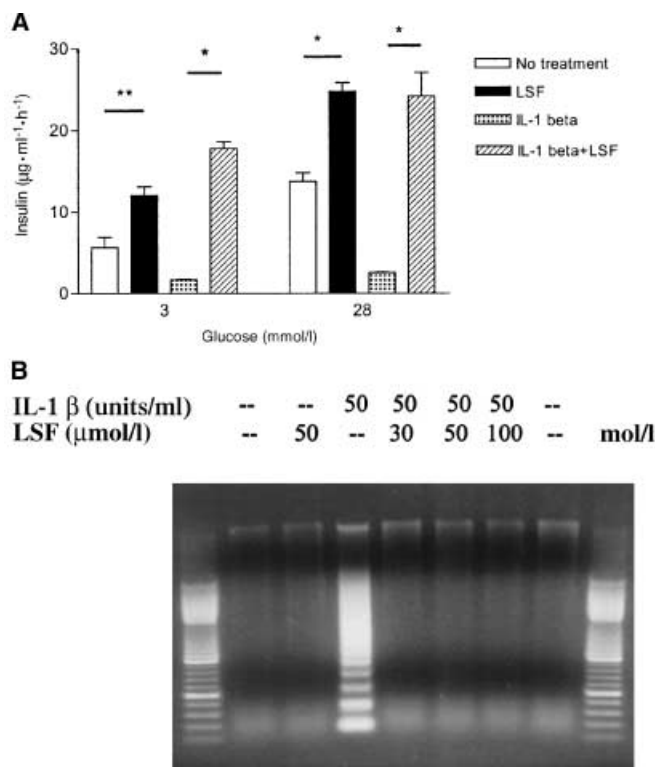 A
30
20
10
0
Insulin (µg·ml⁻¹·h⁻¹)
** * * *
3 28
Glucose (mmol/l)
No treatment
LSF
IL-1 beta
IL-1 beta+LSF
B
IL-1 β (units/ml) -- -- 50 50 50 50 --
LSF (µmol/l) -- 50 -- 30 50 100 -- mol/l